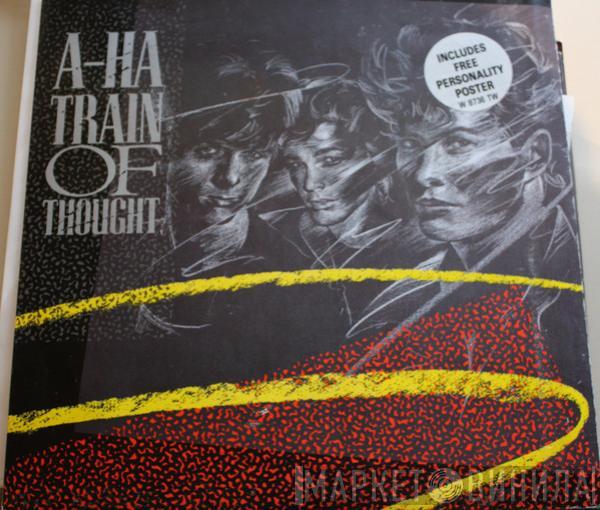 A-HA
TRAIN
OF
THOUGHT
INCLUDES
FREE
PERSONALITY
POSTER
W 8736 TW
МАРКЕТ ВИНИЛА